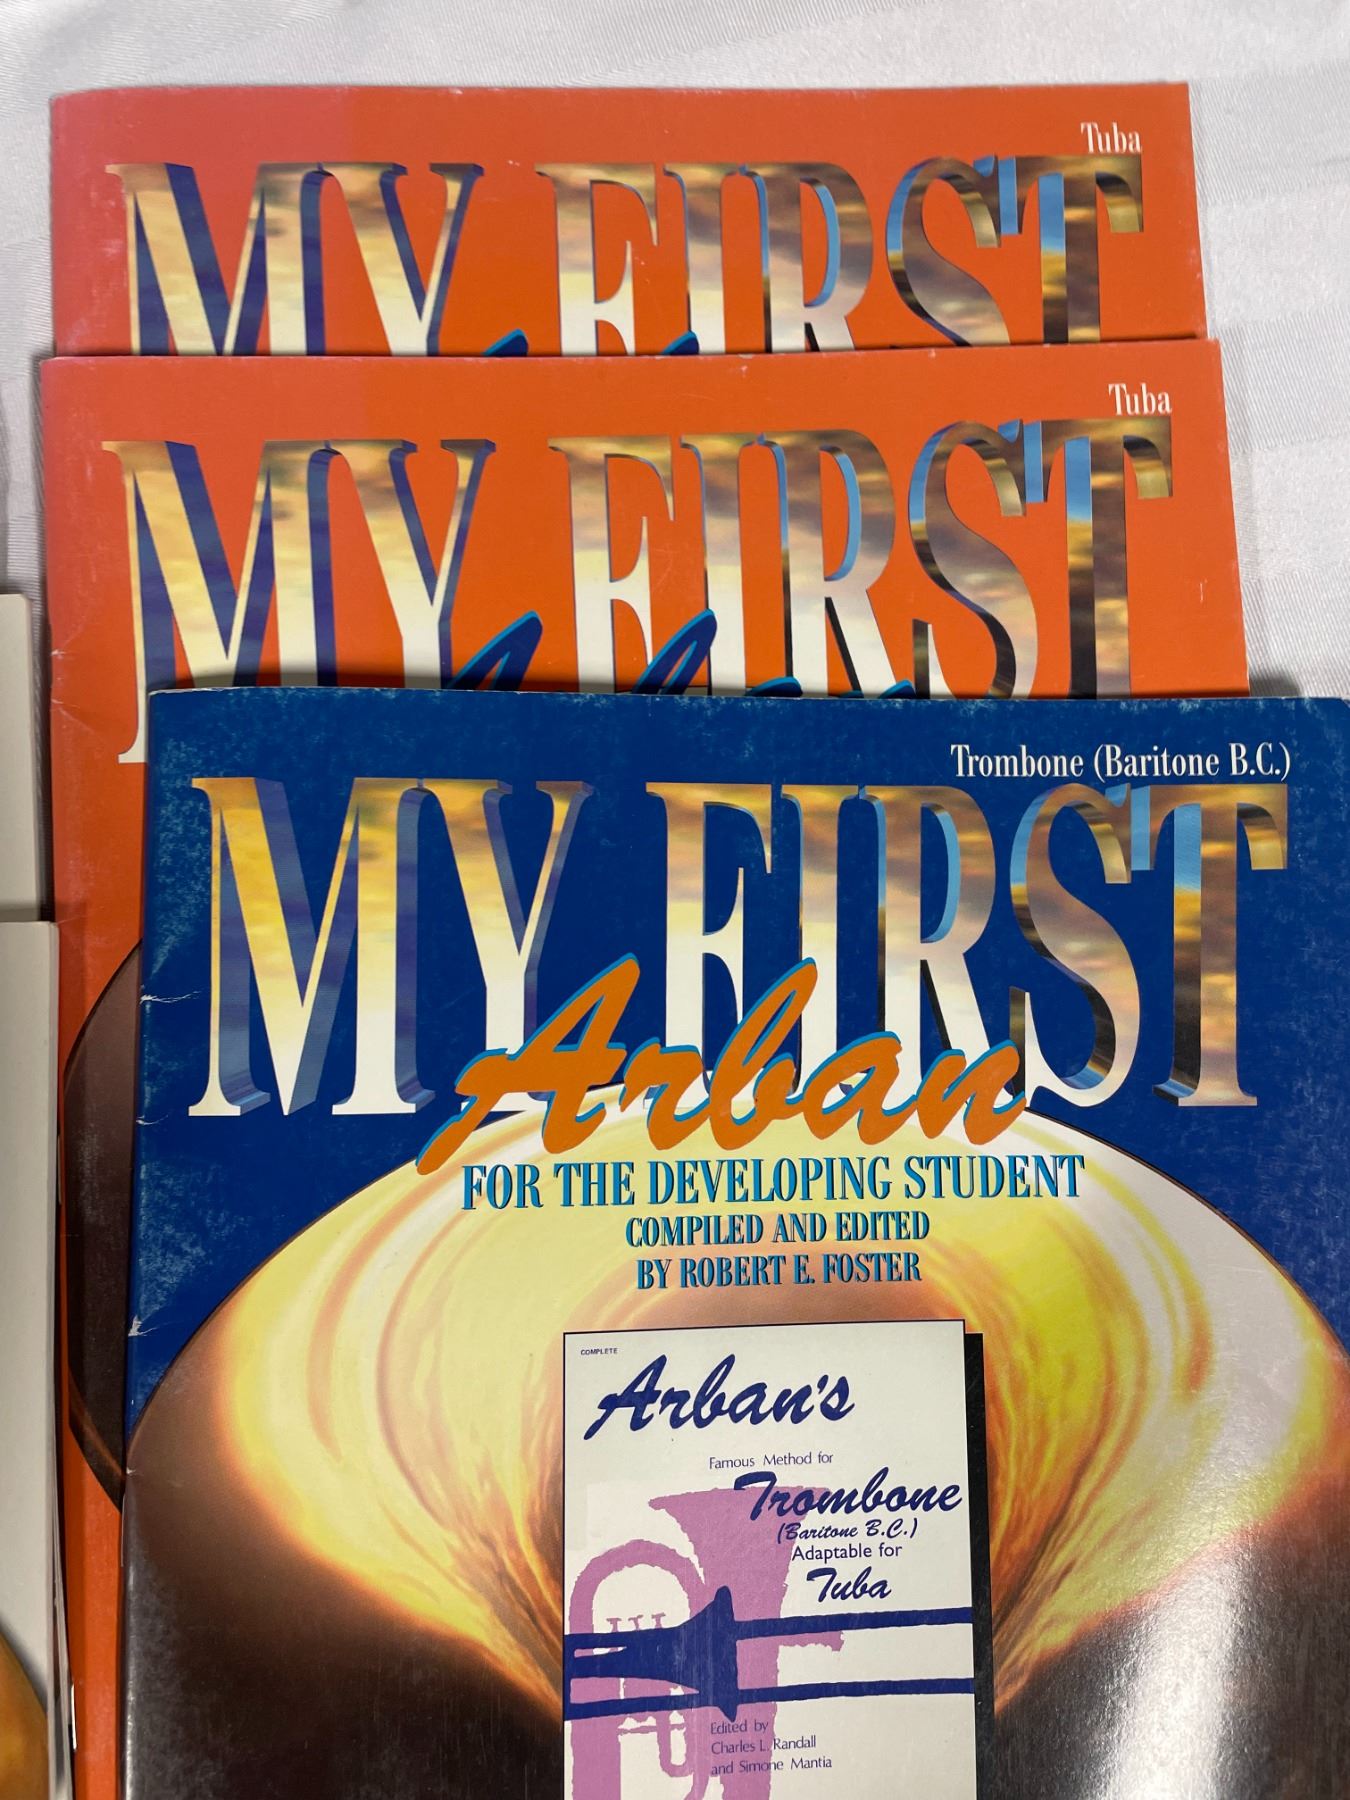 Tuba
MY FIRST
Tuba
MY FIRST
Arban
Trombone (Baritone B.C.)
MY FIRST
Arban
FOR THE DEVELOPING STUDENT
COMPILED AND EDITED
BY ROBERT E. FOSTER
COMPLETE
Arban's
Famous Method for
Trombone
(Baritone B.C.)
Adaptable for
Tuba
Edited by
Charles L. Randall
and Simone Mantia